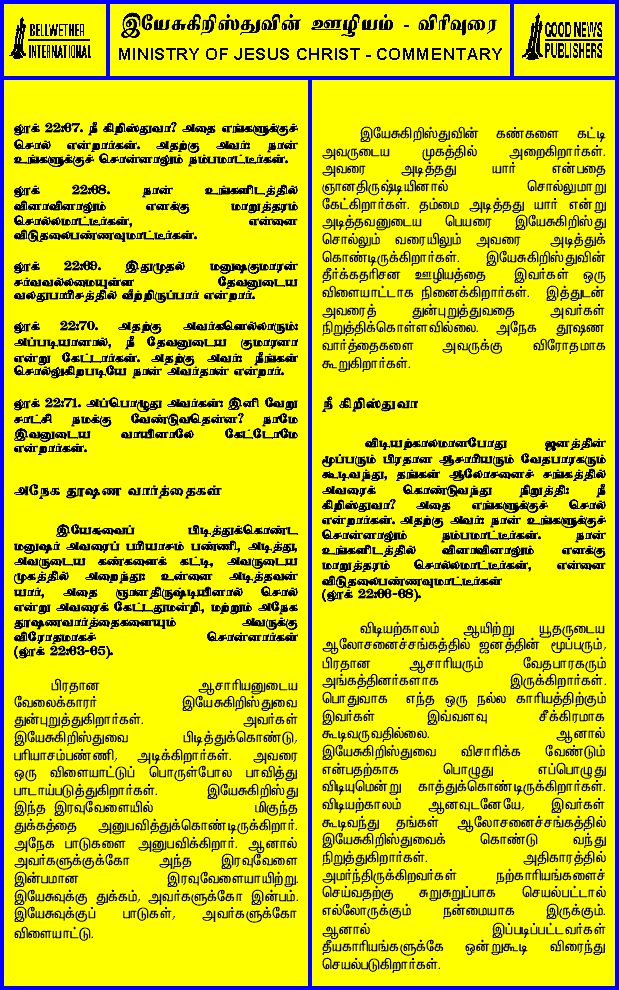 BELLWETHER
INTERNATIONAL
இயேசுகிறிஸ்துவின் ஊழியம் - விரிவுரை
MINISTRY OF JESUS CHRIST - COMMENTARY
GOOD NEWS
PUBLISHERS
லூக் 22:67. நீ கிறிஸ்துவா? அதை எங்களுக்குச்
சொல் என்றார்கள். அதற்கு அவர்: நான்
உங்களுக்குச் சொன்னாலும் நம்பமாட்டீர்கள்.
லூக் 22:68. நான் உங்களிடத்தில்
வினாவினாலும் எனக்கு மாறுத்தரம்
சொல்லமாட்டீர்கள், என்னை
விடுதலைபண்ணவுமாட்டீர்கள்.
லூக் 22:69. இதுமுதல் மனுஷகுமாரன்
சர்வவல்லமையுள்ள தேவனுடைய
வலதுபாரிசத்தில் வீற்றிருப்பார் என்றார்.
லூக் 22:70. அதற்கு அவர்களெல்லாரும்:
அப்படியானால், நீ தேவனுடைய குமாரனா
என்று கேட்டார்கள். அதற்கு அவர்: நீங்கள்
சொல்லுகிறபடியே நான் அவர்தான் என்றார்.
லூக் 22:71. அப்பொழுது அவர்கள்: இனி வேறு
சாட்சி நமக்கு வேண்டுவதென்ன? நாமே
இவனுடைய வாயினாலே கேட்டோமே
என்றார்கள்.
அநேக தூஷண வார்த்தைகள்
இயேசுவைப் பிடித்துக்கொண்ட
மனுஷர் அவரைப் பரியாசம் பண்ணி, அடித்து,
அவருடைய கண்களைக் கட்டி, அவருடைய
முகத்தில் அறைந்து: உன்னை அடித்தவன்
யார், அதை ஞானதிருஷ்டியினால் சொல்
என்று அவரைக் கேட்டதுமன்றி, மற்றும் அநேக
தூஷணவார்த்தைகளையும் அவருக்கு
விரோதமாகச் சொன்னார்கள்
(லூக் 22:63-65).
பிரதான ஆசாரியனுடைய
வேலைக்காரர் இயேசுகிறிஸ்துவை
துன்புறுத்துகிறார்கள். அவர்கள்
இயேசுகிறிஸ்துவை பிடித்துக்கொண்டு,
பரியாசம்பண்ணி, அடிக்கிறார்கள். அவரை
ஒரு விளையாட்டுப் பொருள்போல பாவித்து
பாடாய்படுத்துகிறார்கள். இயேசுகிறிஸ்து
இந்த இரவுவேளையில் மிகுந்த
துக்கத்தை அனுபவித்துக்கொண்டிருக்கிறார்.
அநேக பாடுகளை அனுபவிக்கிறார். ஆனால்
அவர்களுக்குக்கோ அந்த இரவுவேளை
இன்பமான இரவுவேளையாயிற்று.
இயேசுவுக்கு துக்கம், அவர்களுக்கோ இன்பம்.
இயேசுவுக்குப் பாடுகள், அவர்களுக்கோ
விளையாட்டு.
இயேசுகிறிஸ்துவின் கண்களை கட்டி
அவருடைய முகத்தில் அறைகிறார்கள்.
அவரை அடித்தது யார் என்பதை
ஞானதிருஷ்டியினால் சொல்லுமாறு
கேட்கிறார்கள். தம்மை அடித்தது யார் என்று
அடித்தவனுடைய பெயரை இயேசுகிறிஸ்து
சொல்லும் வரையிலும் அவரை அடித்துக்
கொண்டிருக்கிறார்கள். இயேசுகிறிஸ்துவின்
தீர்க்கதரிசன ஊழியத்தை இவர்கள் ஒரு
விளையாட்டாக நினைக்கிறார்கள். இத்துடன்
அவரைத் துன்புறுத்துவதை அவர்கள்
நிறுத்திக்கொள்ளவில்லை. அநேக தூஷண
வார்த்தைகளை அவருக்கு விரோதமாக
கூறுகிறார்கள்.
நீ கிறிஸ்துவா
விடியற்காலமானபோது ஜனத்தின்
மூப்பரும் பிரதான ஆசாரியரும் வேதபாரகரும்
கூடிவந்து, தங்கள் ஆலோசனைச் சங்கத்தில்
அவரைக் கொண்டுவந்து நிறுத்தி: நீ
கிறிஸ்துவா? அதை எங்களுக்குச் சொல்
என்றார்கள். அதற்கு அவர்: நான் உங்களுக்குச்
சொன்னாலும் நம்பமாட்டீர்கள். நான்
உங்களிடத்தில் வினாவினாலும் எனக்கு
மாறுத்தரம் சொல்லமாட்டீர்கள், என்னை
விடுதலைபண்ணவுமாட்டீர்கள்
(லூக் 22:66-68).
விடியற்காலம் ஆயிற்று யூதருடைய
ஆலோசனைச்சங்கத்தில் ஜனத்தின் மூப்பரும்,
பிரதான ஆசாரியரும் வேதபாரகரும்
அங்கத்தினர்களாக இருக்கிறார்கள்.
பொதுவாக எந்த ஒரு நல்ல காரியத்திற்கும்
இவர்கள் இவ்வளவு சீக்கிரமாக
கூடிவருவதில்லை. ஆனால்
இயேசுகிறிஸ்துவை விசாரிக்க வேண்டும்
என்பதற்காக பொழுது எப்பொழுது
விடியுமென்று காத்துக்கொண்டிருக்கிறார்கள்.
விடியற்காலம் ஆனவுடனேயே, இவர்கள்
கூடிவந்து தங்கள் ஆலோசனைச்சங்கத்தில்
இயேசுகிறிஸ்துவைக் கொண்டு வந்து
நிறுத்துகிறார்கள். அதிகாரத்தில்
அமர்ந்திருக்கிறவர்கள் நற்காரியங்களைச்
செய்வதற்கு சுறுசுறுப்பாக செயல்பட்டால்
எல்லோருக்கும் நன்மையாக இருக்கும்.
ஆனால் இப்படிப்பட்டவர்கள்
தீயகாரியங்களுக்கே ஒன்றுகூடி விரைந்து
செயல்படுகிறார்கள்.